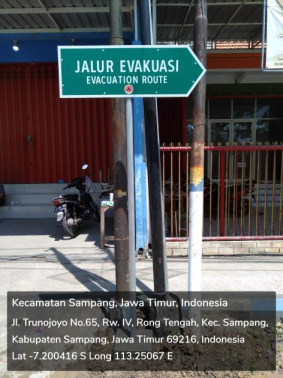 JALUR EVAKUASI
EVACUATION ROUTE
Kecamatan Sampang, Jawa Timur, Indonesia
Jl. Trunojoyo No.65, Rw. IV, Rong Tengah, Kec. Sampang,
Kabupaten Sampang, Jawa Timur 69216, Indonesia
Lat -7.200416 S Long 113.25067 E